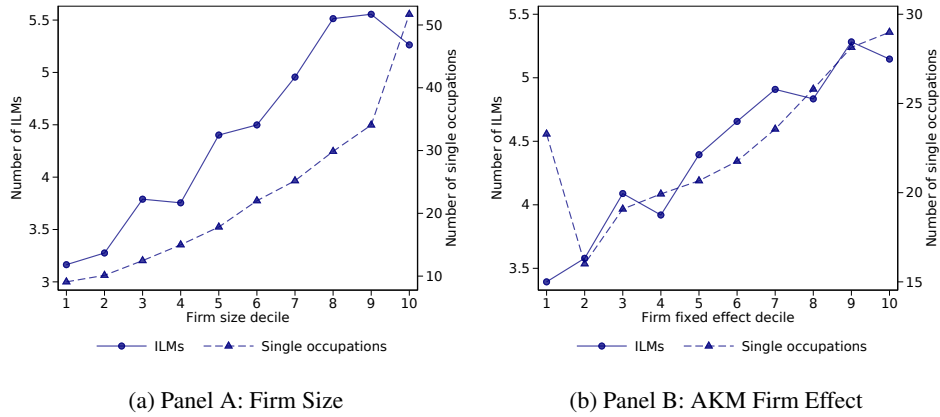 5.5
5
4.5
4
3.5
3
Number of ILMs
50
40
30
20
10
Number of single occupations
1 2 3 4 5 6 7 8 9 10
Firm size decile
ILMs Single occupations
(a) Panel A: Firm Size
5.5
5
4.5
4
3.5
Number of ILMs
30
25
20
15
Number of single occupations
1 2 3 4 5 6 7 8 9 10
Firm fixed effect decile
ILMs Single occupations
(b) Panel B: AKM Firm Effect